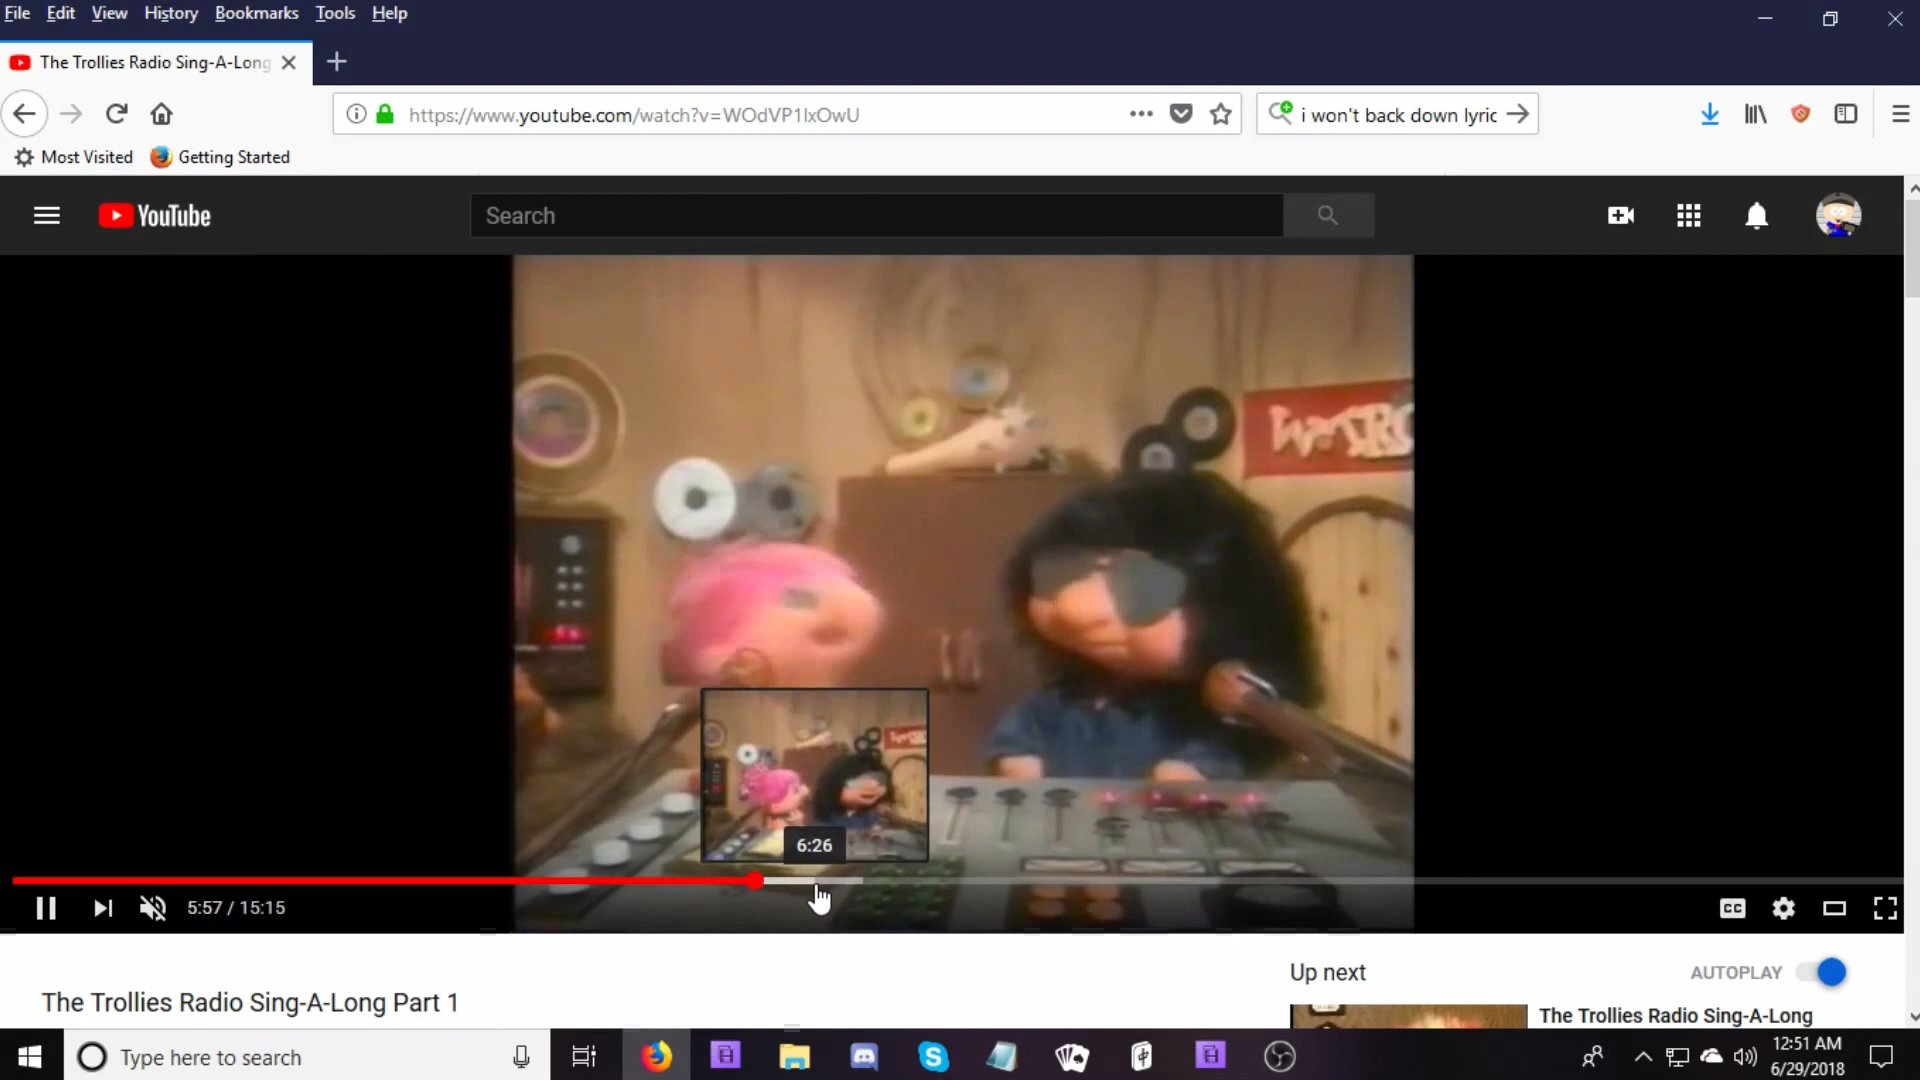 File Edit View History Bookmarks Tools Help
The Trollies Radio Sing-A-Long
https://www.youtube.com/watch?v=WOdVP1lxOwU
i won't back down lyric
Most Visited Getting Started
YouTube
Search
6:26
5:57 / 15:15
CC
Up next
AUTOPLAY
The Trollies Radio Sing-A-Long Part 1
The Trollies Radio Sing-A-Long
Type here to search
12:51 AM
6/29/2018